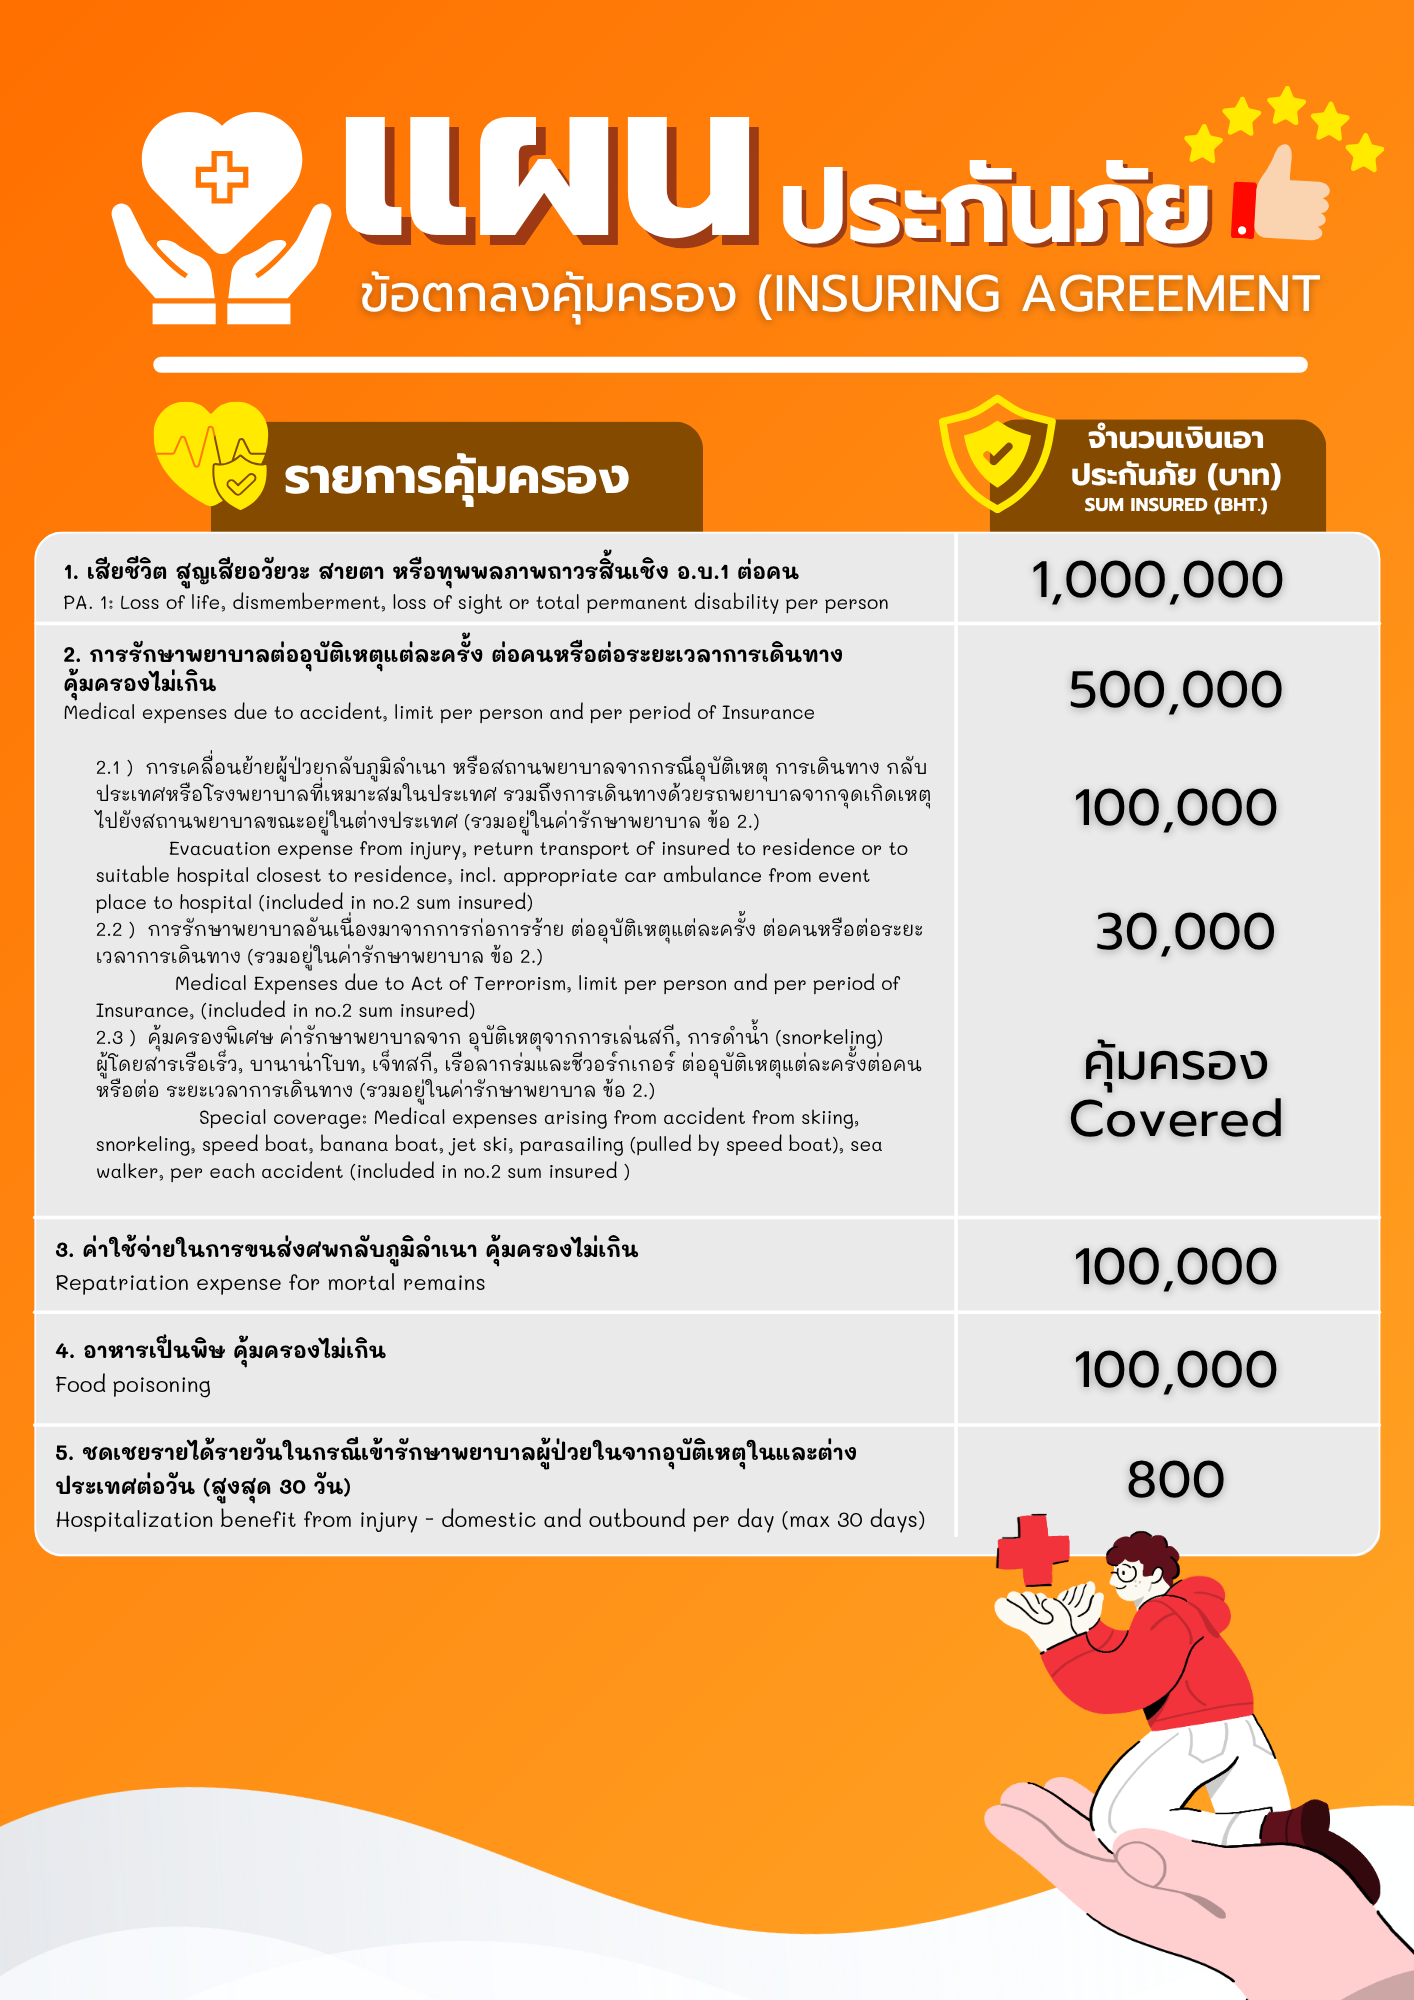 แผน ประกันภัย
ข้อตกลงคุ้มครอง (INSURING AGREEMENT
รายการคุ้มครอง
จำนวนเงินเอา
ประกันภัย (บาท)
SUM INSURED (BHT.)
1. เสียชีวิต สูญเสียอวัยวะ สายตา หรือทุพพลภาพถาวรสิ้นเชิง อ.บ.1 ต่อคน
PA. 1: Loss of life, dismemberment, loss of sight or total permanent disability per person
1,000,000
2. การรักษาพยาบาลต่ออุบัติเหตุแต่ละครั้ง ต่อคนหรือต่อระยะเวลาการเดินทาง
คุ้มครองไม่เกิน
Medical expenses due to accident, limit per person and per period of Insurance
500,000
2.1 ) การเคลื่อนย้ายผู้ป่วยกลับภูมิลำเนา หรือสถานพยาบาลจากกรณีอุบัติเหตุ การเดินทาง กลับ
ประเทศหรือโรงพยาบาลที่เหมาะสมในประเทศ รวมถึงการเดินทางด้วยรถพยาบาลจากจุดเกิดเหตุ
ไปยังสถานพยาบาลขณะอยู่ในต่างประเทศ (รวมอยู่ในค่ารักษาพยาบาล ข้อ 2.)
Evacuation expense from injury, return transport of insured to residence or to
suitable hospital closest to residence, incl. appropriate car ambulance from event
place to hospital (included in no.2 sum insured)
100,000
2.2 ) การรักษาพยาบาลอันเนื่องมาจากการก่อการร้าย ต่ออุบัติเหตุแต่ละครั้ง ต่อคนหรือต่อระยะ
เวลาการเดินทาง (รวมอยู่ในค่ารักษาพยาบาล ข้อ 2.)
Medical Expenses due to Act of Terrorism, limit per person and per period of
Insurance, (included in no.2 sum insured)
30,000
2.3 ) คุ้มครองพิเศษ ค่ารักษาพยาบาลจาก อุบัติเหตุจากการเล่นสกี, การดำน้ำ (snorkeling)
ผู้โดยสารเรือเร็ว, บานาน่าโบท, เจ็ทสกี, เรือลากร่มและซีวอร์กเกอร์ ต่ออุบัติเหตุแต่ละครั้งต่อคน
หรือต่อ ระยะเวลาการเดินทาง (รวมอยู่ในค่ารักษาพยาบาล ข้อ 2.)
Special coverage: Medical expenses arising from accident from skiing,
snorkeling, speed boat, banana boat, jet ski, parasailing (pulled by speed boat), sea
walker, per each accident (included in no.2 sum insured )
คุ้มครอง
Covered
3. ค่าใช้จ่ายในการขนส่งศพกลับภูมิลำเนา คุ้มครองไม่เกิน
Repatriation expense for mortal remains
100,000
4. อาหารเป็นพิษ คุ้มครองไม่เกิน
Food poisoning
100,000
5. ชดเชยรายได้รายวันในกรณีเข้ารักษาพยาบาลผู้ป่วยในจากอุบัติเหตุในและต่าง
ประเทศต่อวัน (สูงสุด 30 วัน)
Hospitalization benefit from injury - domestic and outbound per day (max 30 days)
800